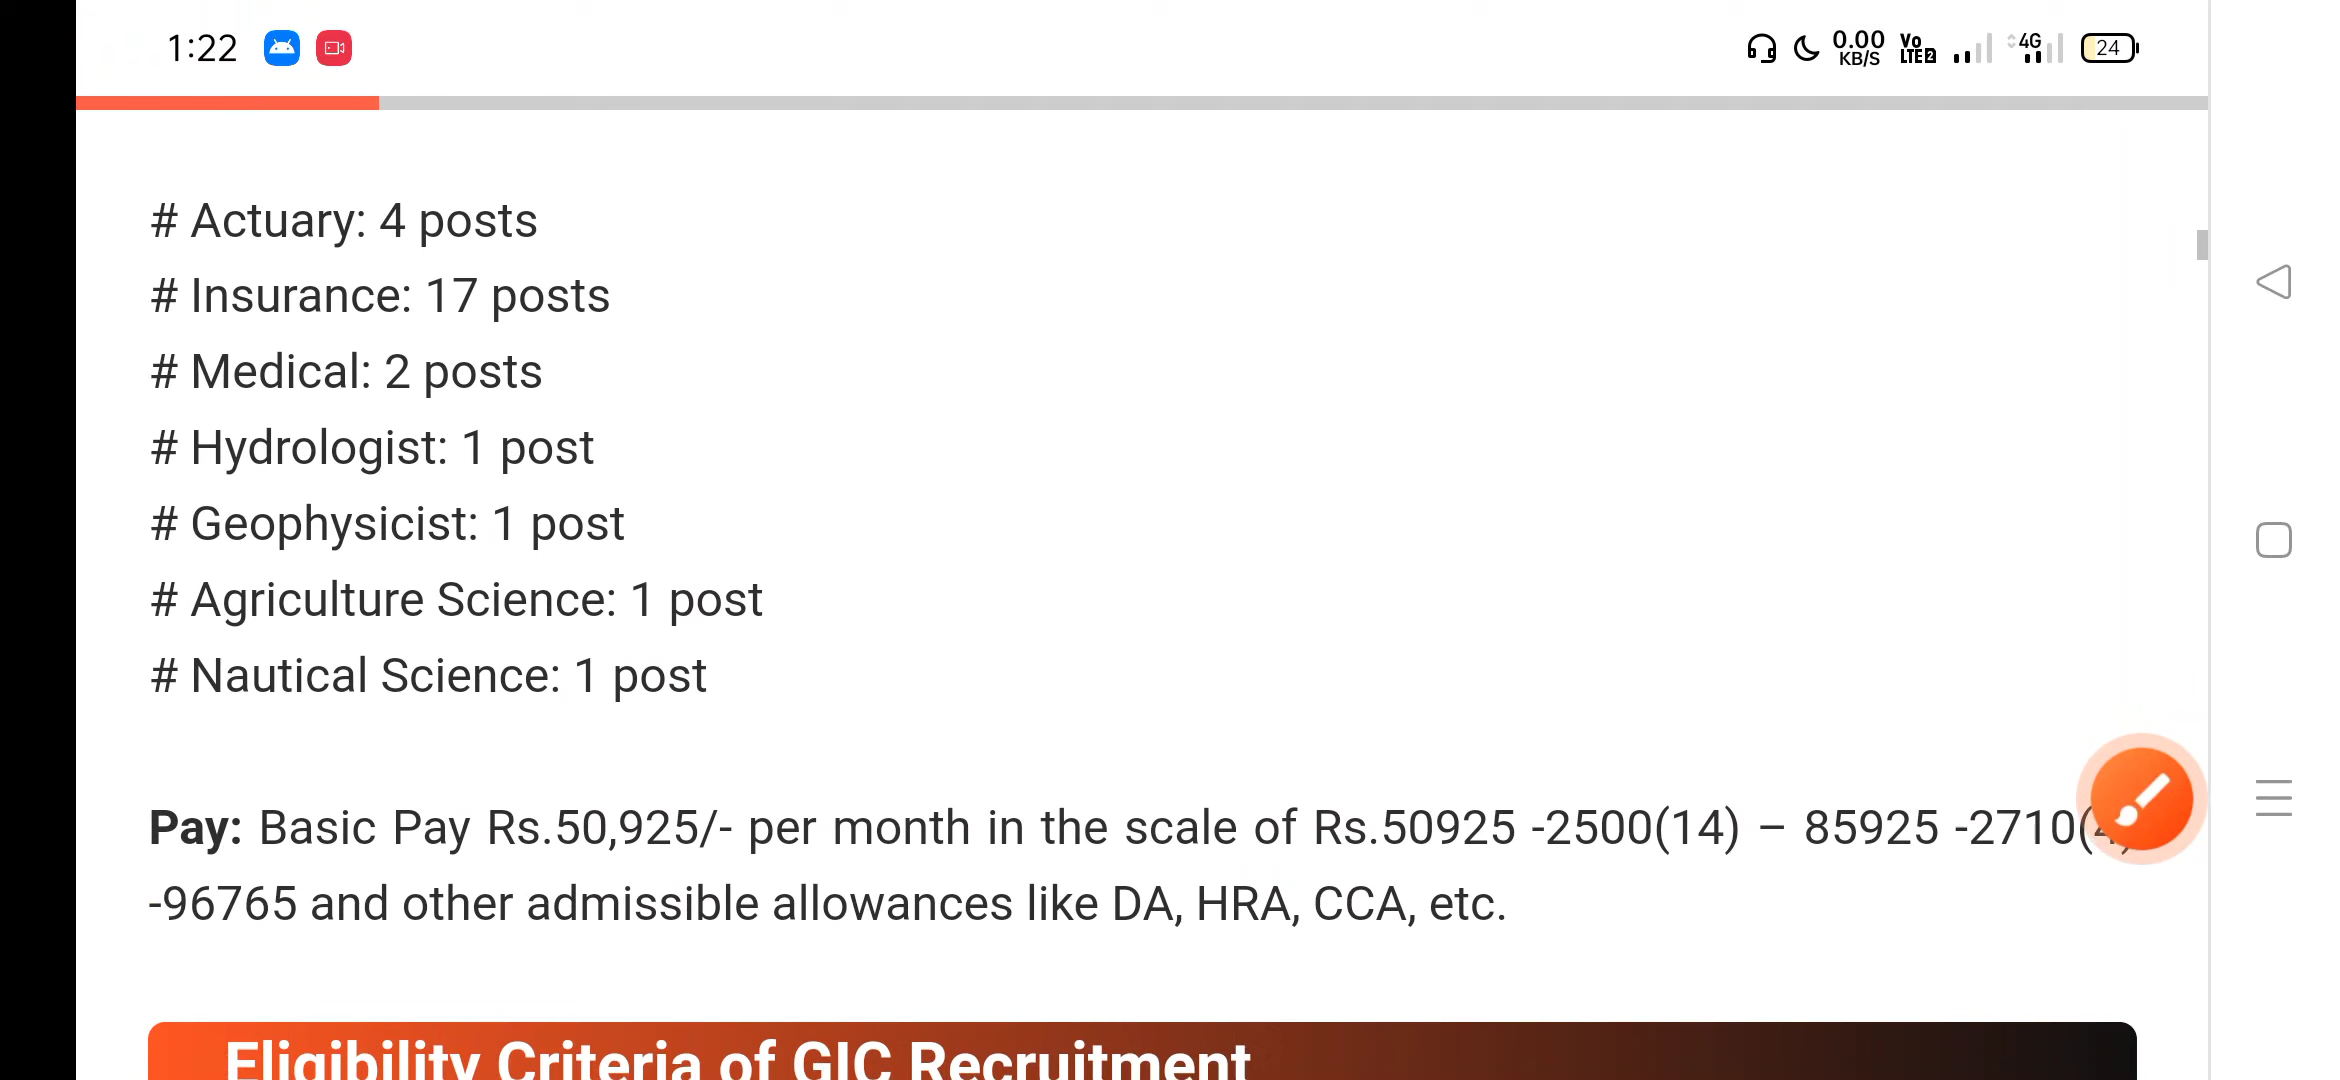 1:22
0.00 KB/S Vo LTE 2 4G 24
# Actuary: 4 posts
# Insurance: 17 posts
# Medical: 2 posts
# Hydrologist: 1 post
# Geophysicist: 1 post
# Agriculture Science: 1 post
# Nautical Science: 1 post
Pay: Basic Pay Rs.50,925/- per month in the scale of Rs.50925 -2500(14) – 85925 -2710(
-96765 and other admissible allowances like DA, HRA, CCA, etc.
Eligibility Criteria of GIC Recruitment